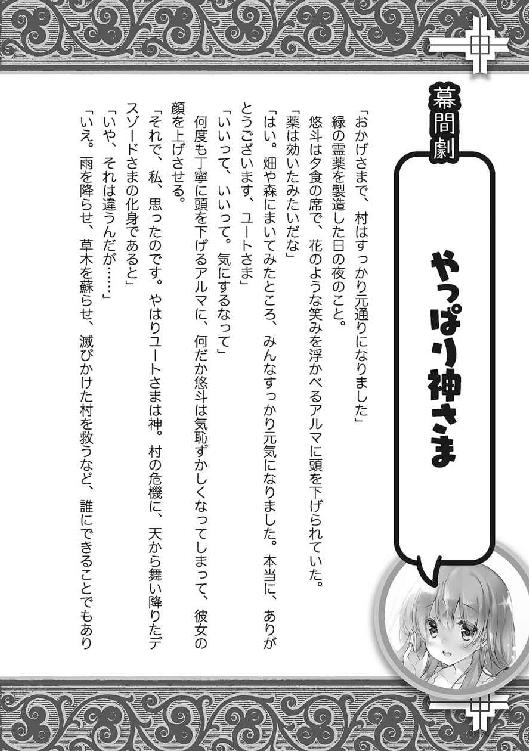 幕間劇
やっぱり神さま
「おかげさまで、村はすっかり元通りになりました」
緑の霊薬を製造した日の夜のこと。
悠斗は夕食の席で、花のような笑みを浮かべるアルマに頭を下げられていた。
「薬は効いたみたいだな」
「はい。畑や森にまいてみたところ、みんなすっかり元気になりました。本当に、ありが
とうございます、ユートさま」
「いいって、いいって。気にするなって」
何度も丁寧に頭を下げるアルマに、何だか悠斗は気恥ずかしくなってしまって、彼女の
顔を上げさせる。
「それで、私、思ったのです。やはりユートさまは神。村の危機に、天から舞い降りたデ
スゾードさまの化身であると」
「いや、それは違うんだが……」
「いえ。雨を降らせ、草木を蘇らせ、滅びかけた村を救うなど、誰にできることでもあり